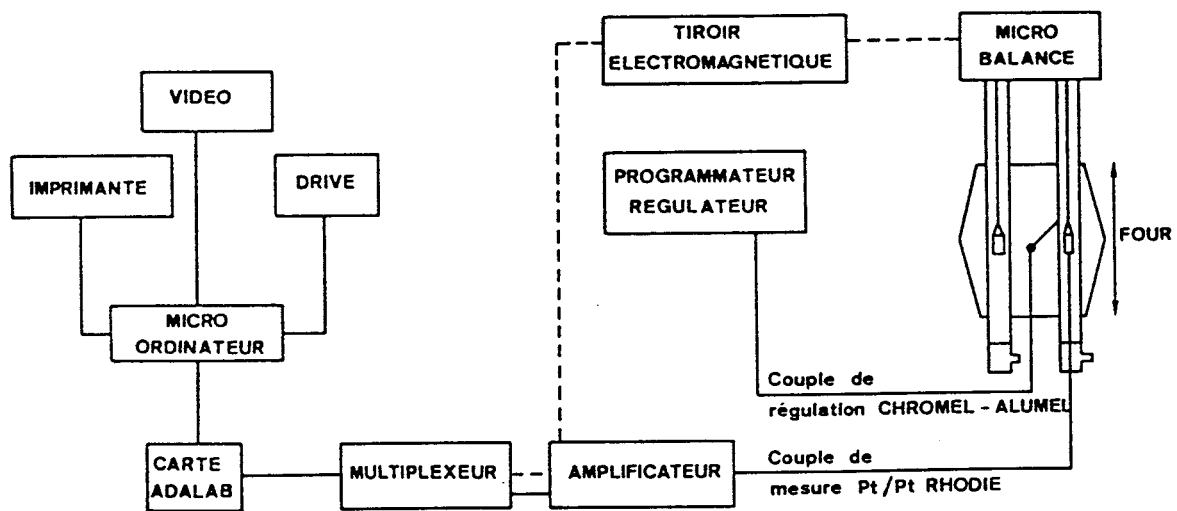 TIROIR
ELECTROMAGNETIQUE
MICRO
BALANCE
VIDEO
IMPRIMANTE
DRIVE
PROGRAMMATEUR
REGULATEUR
FOUR
MICRO
ORDINATEUR
Couple de
régulation CHROMEL - ALUMEL
CARTE
ADALAB
MULTIPLEXEUR
AMPLIFICATEUR
Couple de
mesure Pt/Pt RHODIE